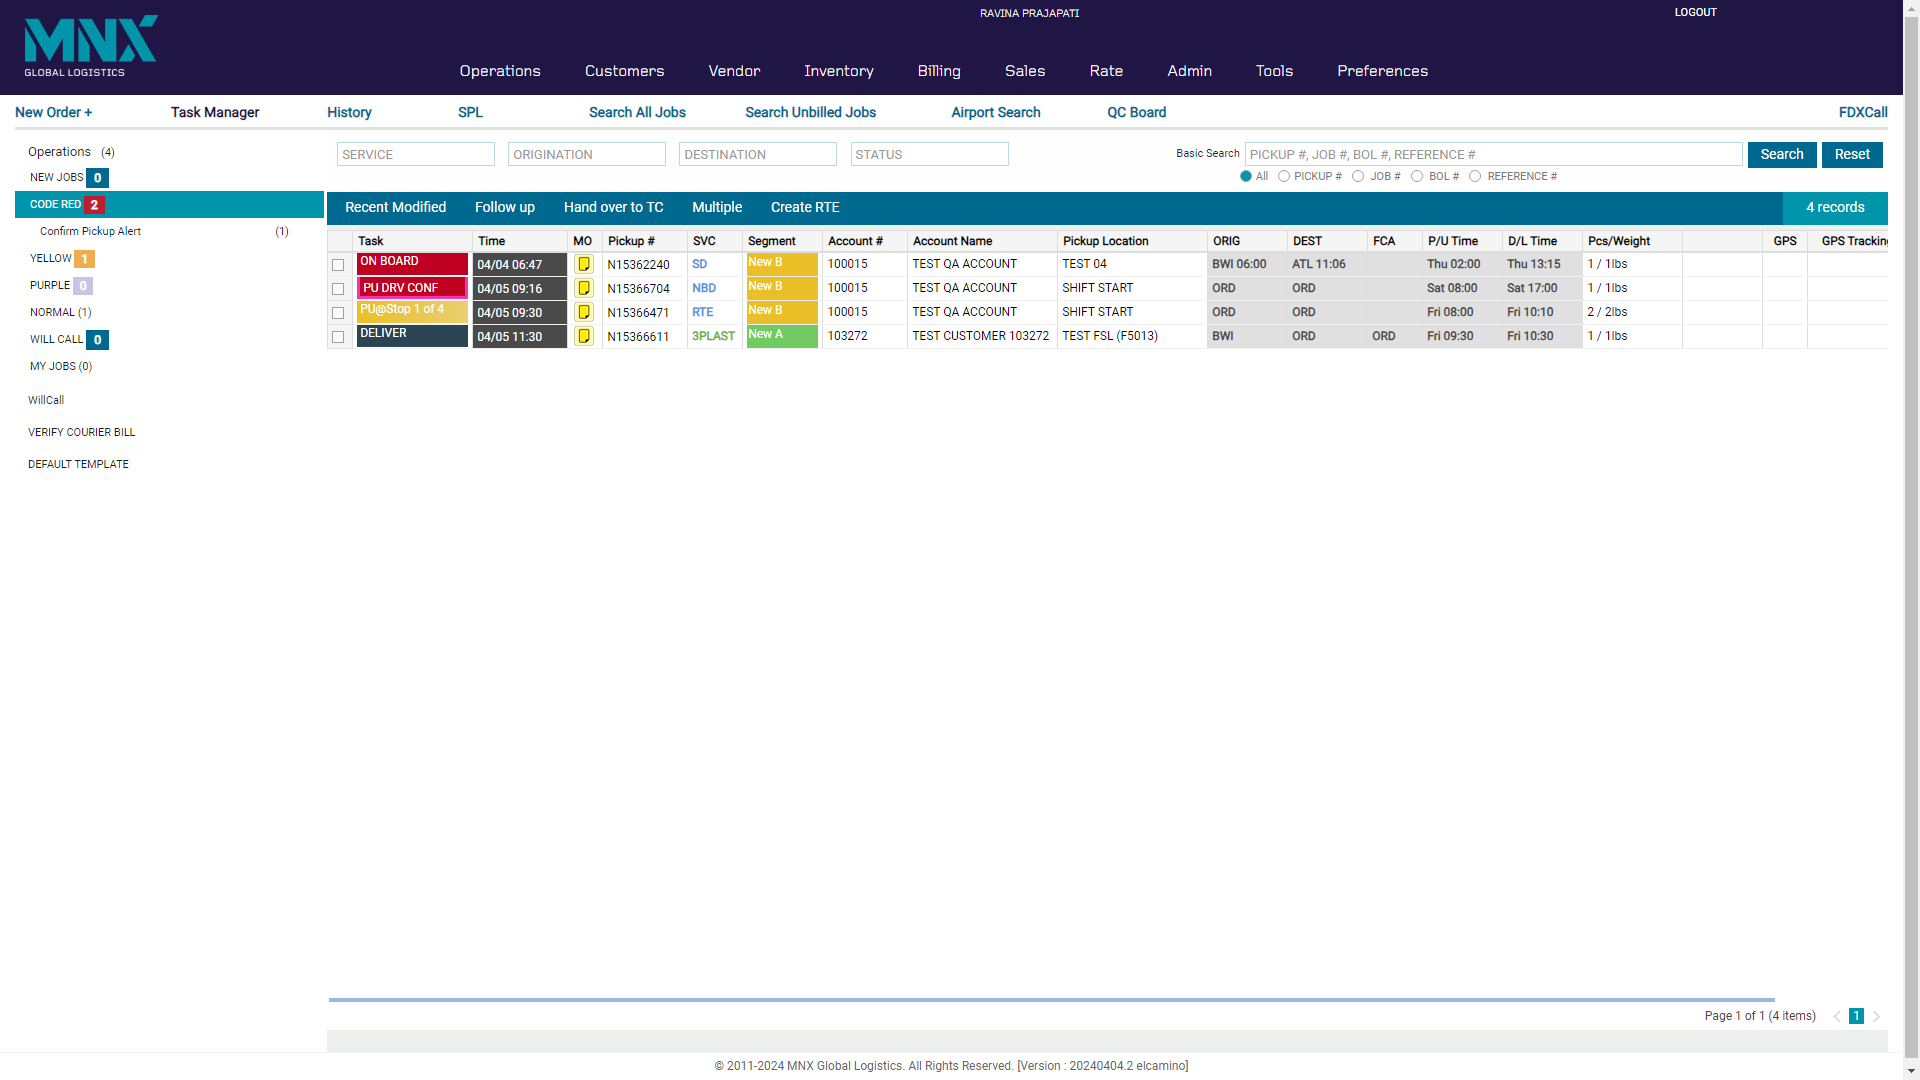 MNX
GLOBAL LOGISTICS
RAVINA PRAJAPATI
LOGOUT
Operations Customers Vendor Inventory Billing Sales Rate Admin Tools Preferences
New Order + Task Manager History SPL Search All Jobs Search Unbilled Jobs Airport Search QC Board FDXCall
Operations (4)
NEW JOBS 0
CODE RED 2
Confirm Pickup Alert (1)
YELLOW 1
PURPLE 0
NORMAL (1)
WILL CALL 0
MY JOBS (0)
WillCall
VERIFY COURIER BILL
DEFAULT TEMPLATE
SERVICE ORIGINATION DESTINATION STATUS Basic Search PICKUP #, JOB #, BOL #, REFERENCE # Search Reset
All PICKUP # JOB # BOL # REFERENCE #
Recent Modified Follow up Hand over to TC Multiple Create RTE 4 records
Task Time MO Pickup # SVC Segment Account # Account Name Pickup Location ORIG DEST FCA P/U Time D/L Time Pcs/Weight GPS GPS Tracking
ON BOARD 04/04 06:47 N15362240 SD New B 100015 TEST QA ACCOUNT TEST 04 BWI 06:00 ATL 11:06 Thu 02:00 Thu 13:15 1 / 1lbs
PU DRV CONF 04/05 09:16 N15366704 NBD New B 100015 TEST QA ACCOUNT SHIFT START ORD ORD Sat 08:00 Sat 17:00 1 / 1lbs
PU@Stop 1 of 4 04/05 09:30 N15366471 RTE New B 100015 TEST QA ACCOUNT SHIFT START ORD ORD Fri 08:00 Fri 10:10 2 / 2lbs
DELIVER 04/05 11:30 N15366611 3PLAST New A 103272 TEST CUSTOMER 103272 TEST FSL (F5013) BWI ORD ORD Fri 09:30 Fri 10:30 1 / 1lbs
Page 1 of 1 (4 items) 1
© 2011-2024 MNX Global Logistics. All Rights Reserved. [Version : 20240404.2 elcamino]